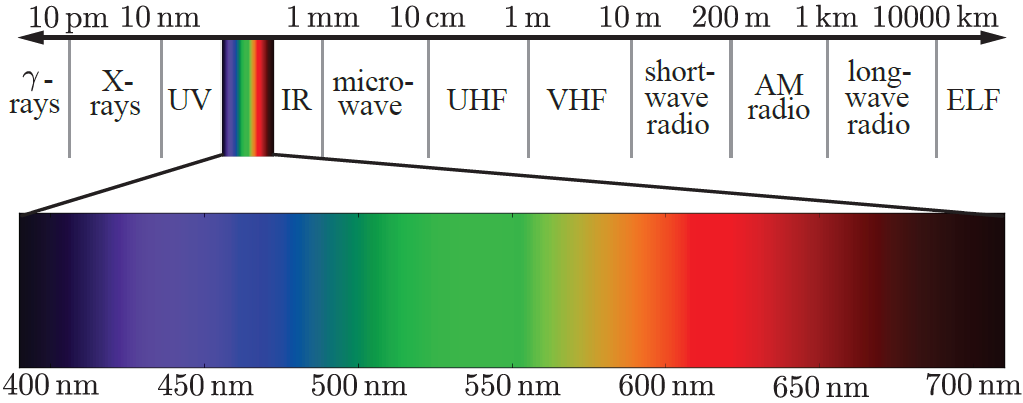 10 pm 10 nm 1 mm 10 cm 1 m 10 m 200 m 1 km 10000 km
γ-
rays
X-
rays
UV
IR
micro-
wave
UHF
VHF
short-
wave
radio
AM
radio
long-
wave
radio
ELF
400 nm 450 nm 500 nm 550 nm 600 nm 650 nm 700 nm